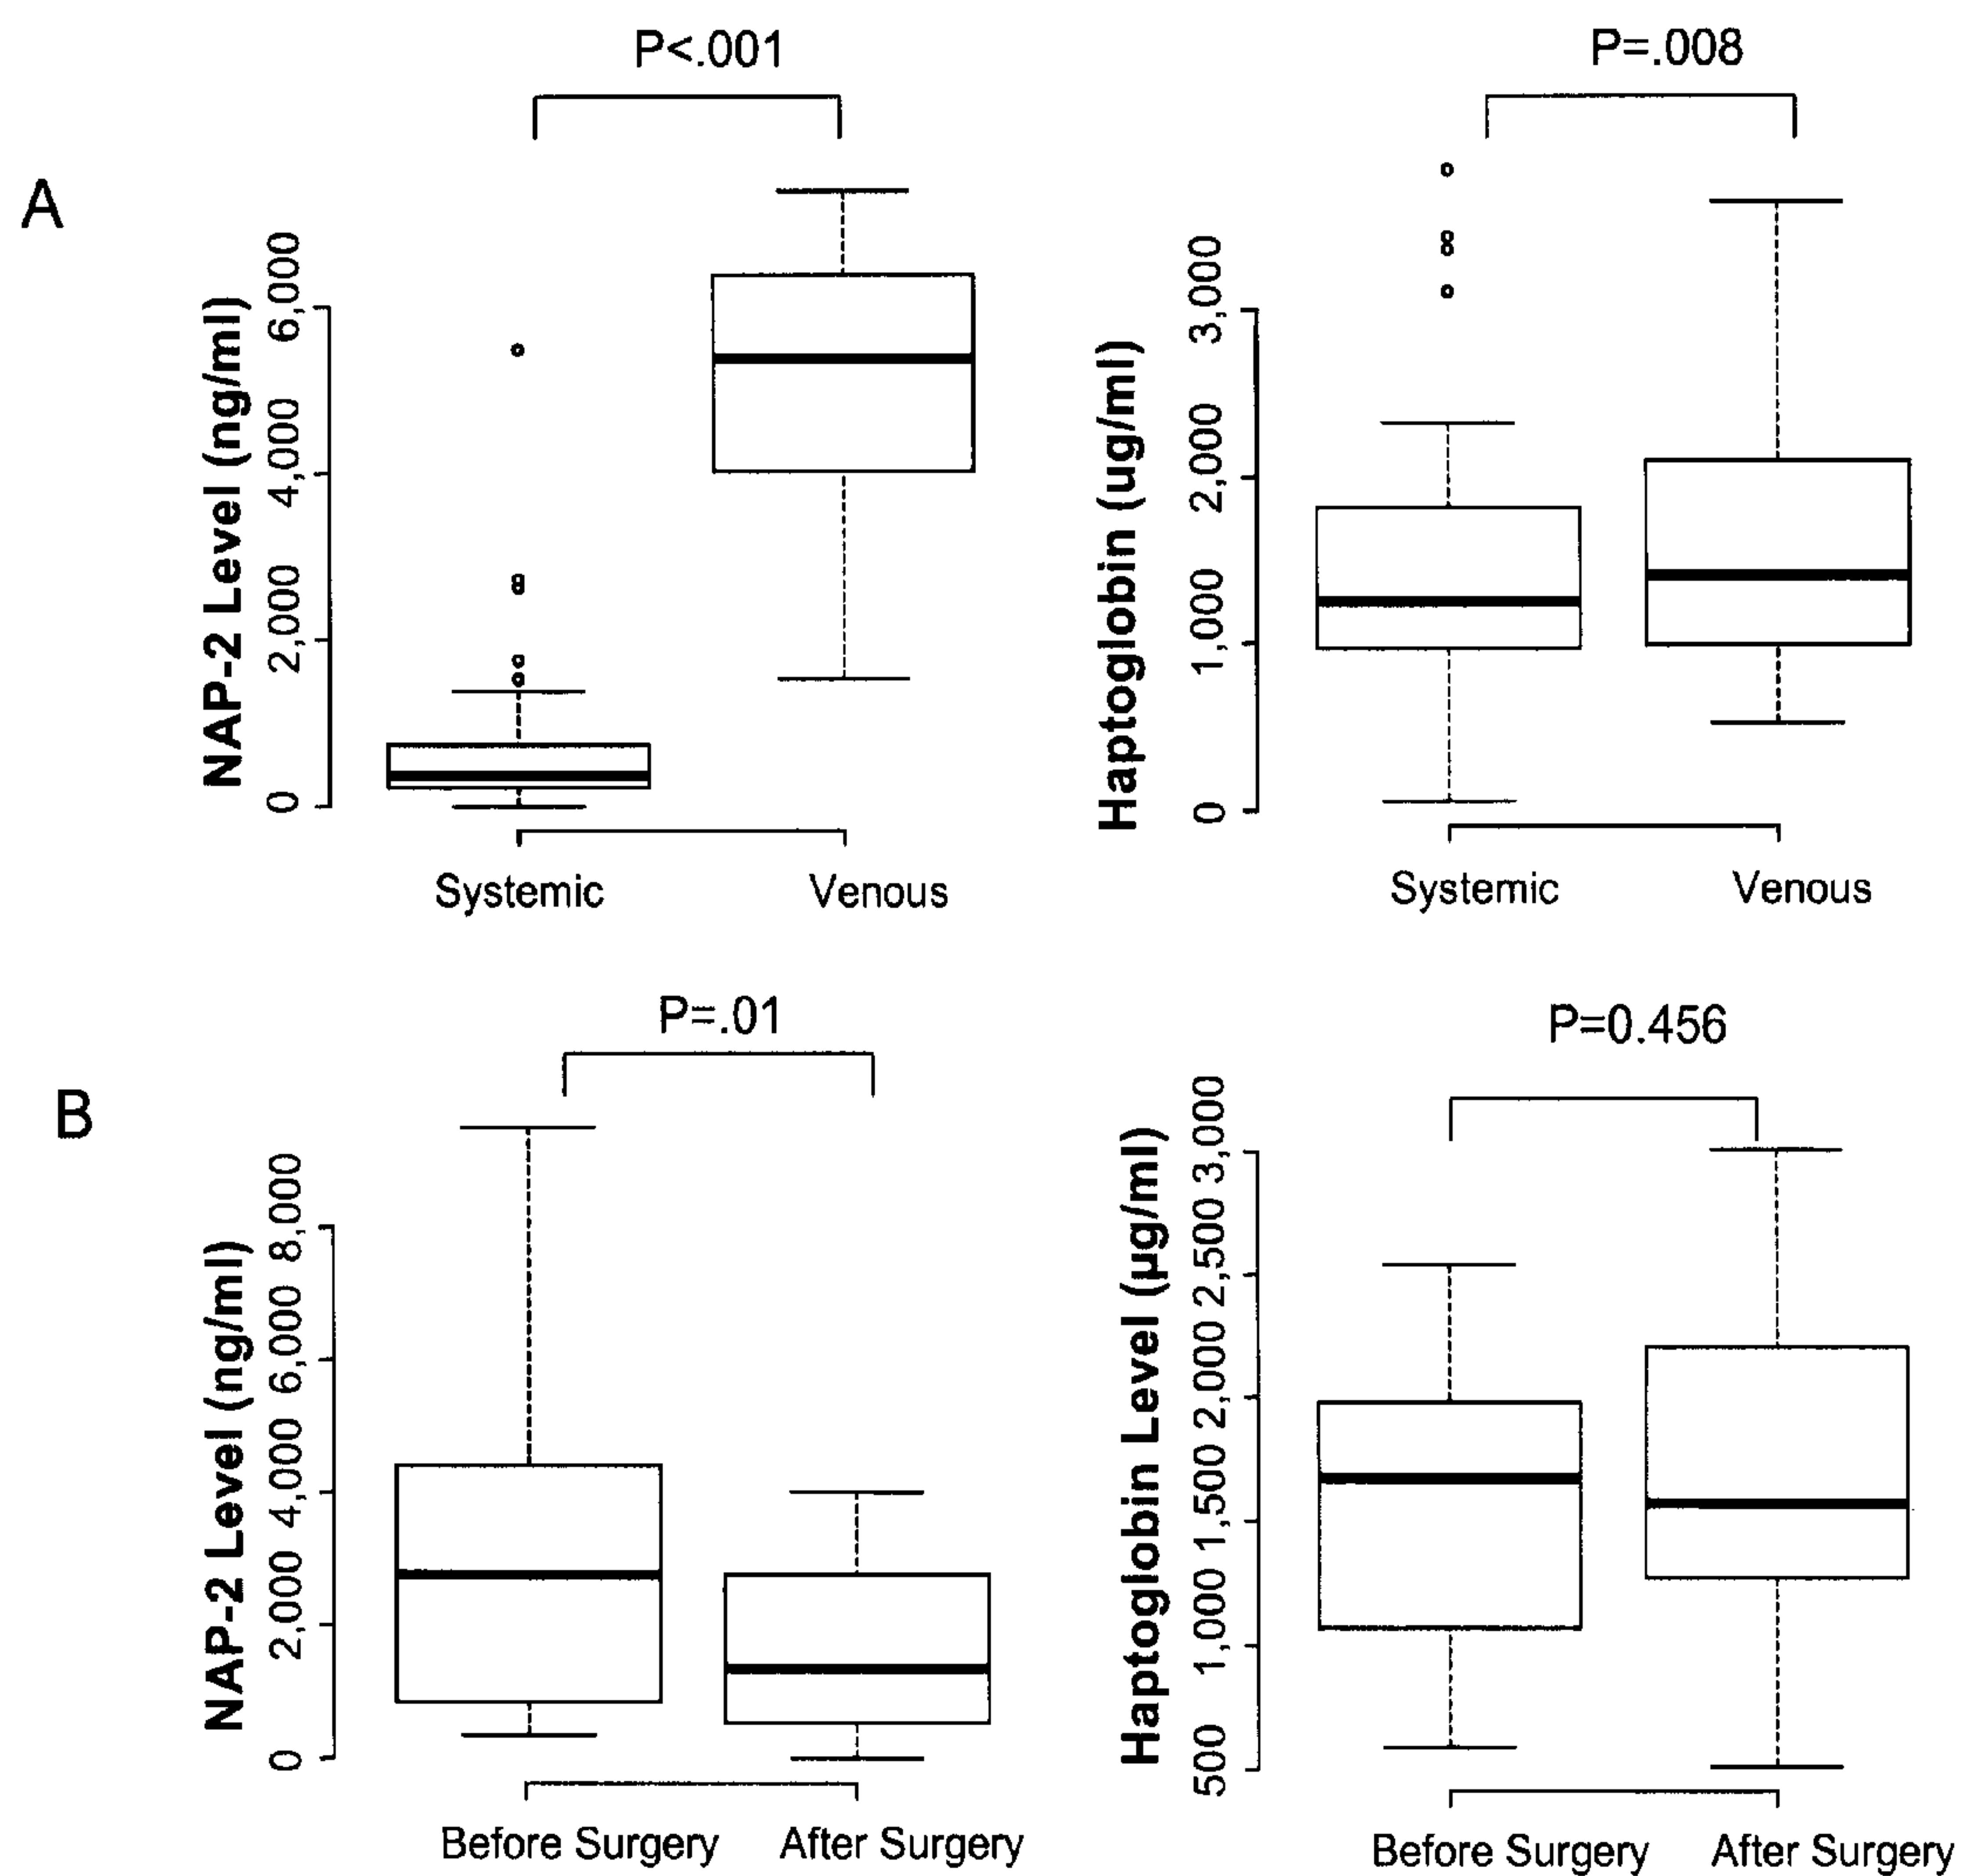 A
P<.001
NAP-2 Level (ng/ml)
6,000
4,000
2,000
0
Systemic
Venous
P=.008
Haptoglobin (ug/ml)
3,000
2,000
1,000
0
Systemic
Venous
B
P=.01
NAP-2 Level (ng/ml)
8,000
6,000
4,000
2,000
0
Before Surgery
After Surgery
P=0.456
Haptoglobin Level (µg/ml)
3,000
2,500
2,000
1,500
1,000
500
Before Surgery
After Surgery